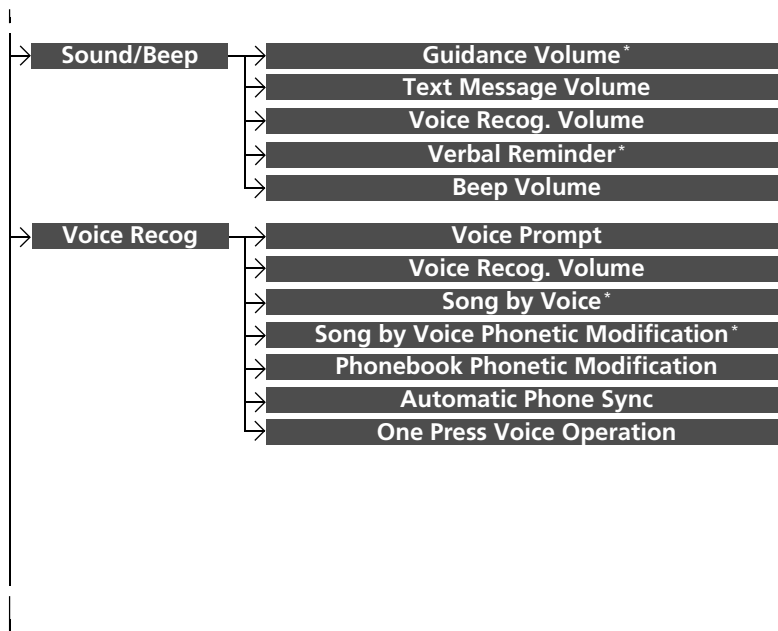 Sound/Beep
Guidance Volume*
Text Message Volume
Voice Recog. Volume
Verbal Reminder*
Beep Volume
Voice Recog
Voice Prompt
Voice Recog. Volume
Song by Voice*
Song by Voice Phonetic Modification*
Phonebook Phonetic Modification
Automatic Phone Sync
One Press Voice Operation